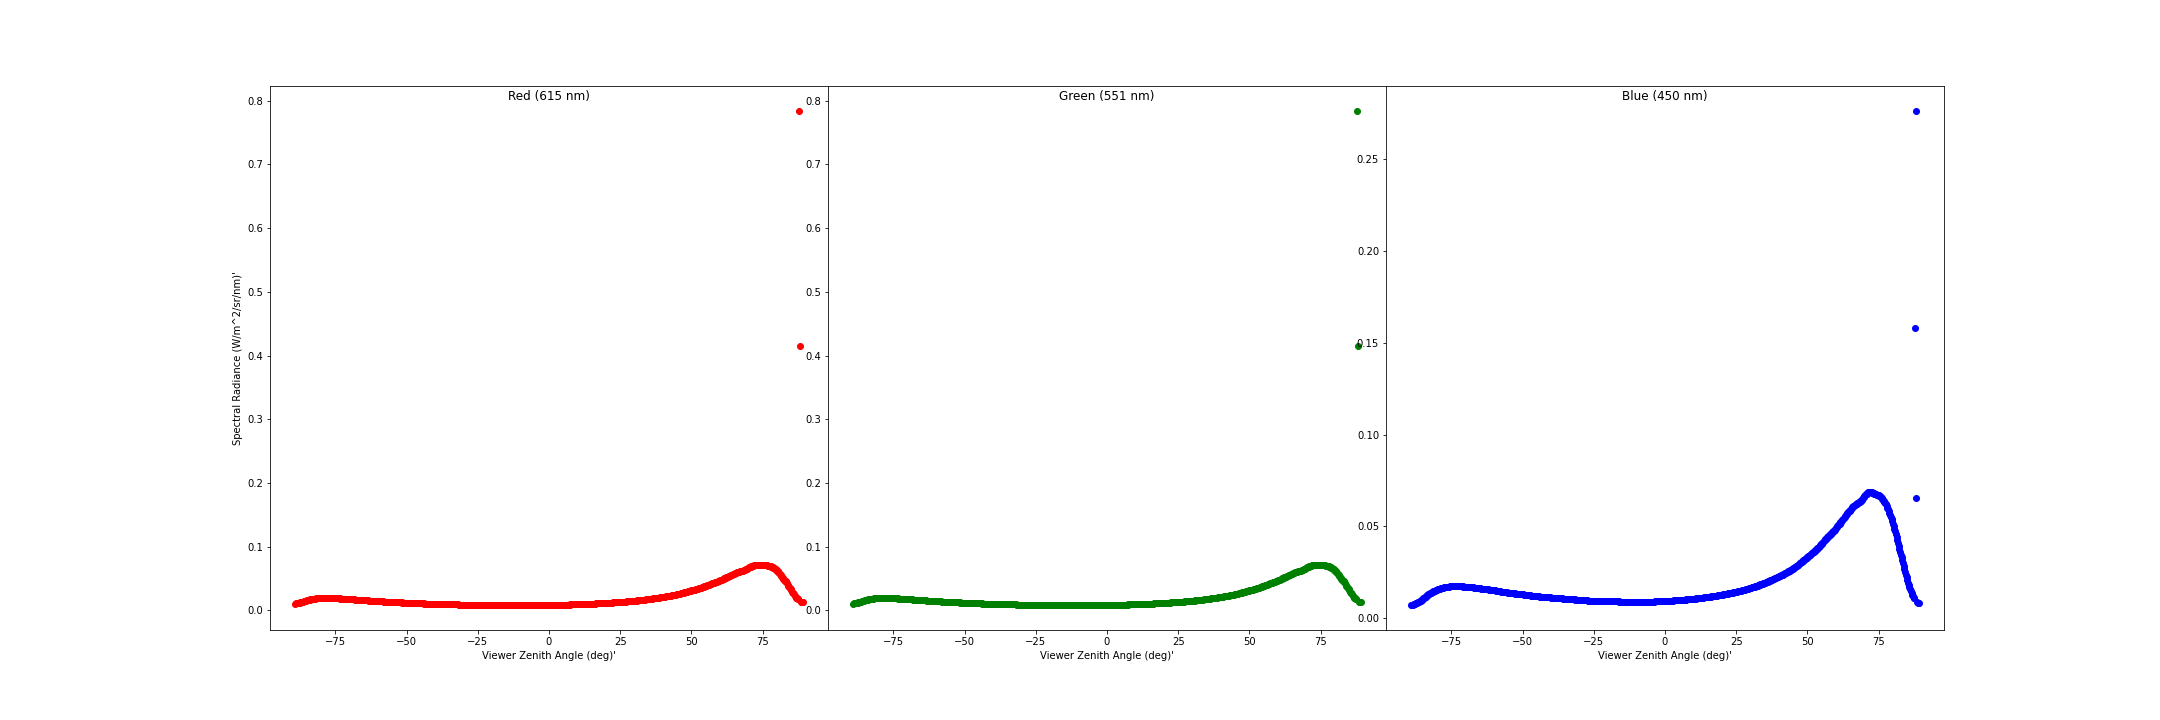 Red (615 nm)
Green (551 nm)
Blue (450 nm)
0.8
0.7
0.6
0.5
0.4
0.3
0.2
0.1
0.0
Spectral Radiance (W/m^2/sr/nm)'
−75 −50 −25 0 25 50 75
Viewer Zenith Angle (deg)'
0.8
0.7
0.6
0.5
0.4
0.3
0.2
0.1
0.0
−75 −50 −25 0 25 50 75
Viewer Zenith Angle (deg)'
0.25
0.20
0.15
0.10
0.05
0.00
−75 −50 −25 0 25 50 75
Viewer Zenith Angle (deg)'